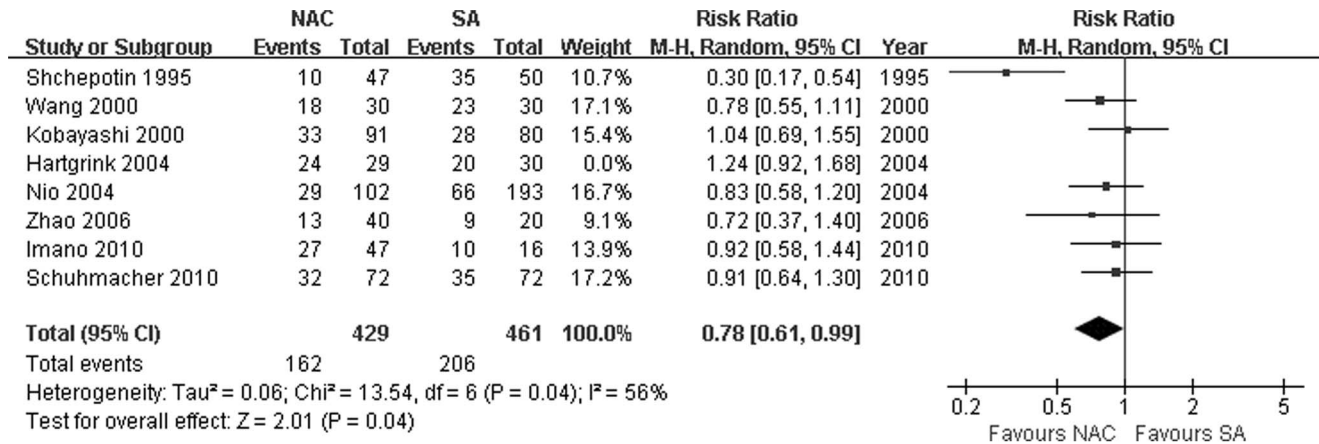 NAC SA Risk Ratio Risk Ratio
Study or Subgroup Events Total Events Total Weight M-H, Random, 95% CI Year M-H, Random, 95% CI
Shchepotin 1995 10 47 35 50 10.7% 0.30 [0.17, 0.54] 1995
Wang 2000 18 30 23 30 17.1% 0.78 [0.55, 1.11] 2000
Kobayashi 2000 33 91 28 80 15.4% 1.04 [0.69, 1.55] 2000
Hartgrink 2004 24 29 20 30 0.0% 1.24 [0.92, 1.68] 2004
Nio 2004 29 102 66 193 16.7% 0.83 [0.58, 1.20] 2004
Zhao 2006 13 40 9 20 9.1% 0.72 [0.37, 1.40] 2006
Imano 2010 27 47 10 16 13.9% 0.92 [0.58, 1.44] 2010
Schuhmacher 2010 32 72 35 72 17.2% 0.91 [0.64, 1.30] 2010
Total (95% CI) 429 461 100.0% 0.78 [0.61, 0.99]
Total events 162 206
Heterogeneity: Tau² = 0.06; Chi² = 13.54, df = 6 (P = 0.04); I² = 56%
Test for overall effect: Z = 2.01 (P = 0.04)
0.2 0.5 1 2 5
Favours NAC Favours SA